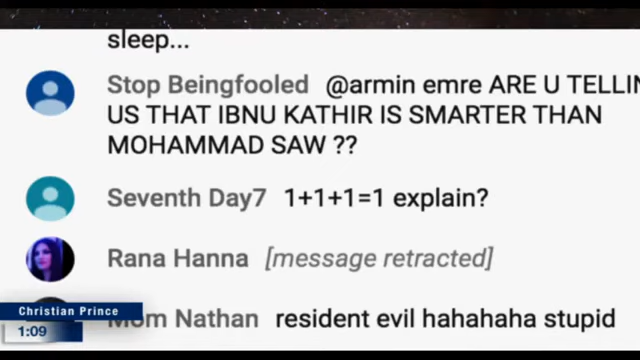 sleep...
Stop Beingfooled @armin emre ARE U TELLIN
US THAT IBNU KATHIR IS SMARTER THAN
MOHAMMAD SAW ??
Seventh Day7 1+1+1=1 explain?
Rana Hanna [message retracted]
Christian Prince
1:09
Mom Nathan resident evil hahahaha stupid